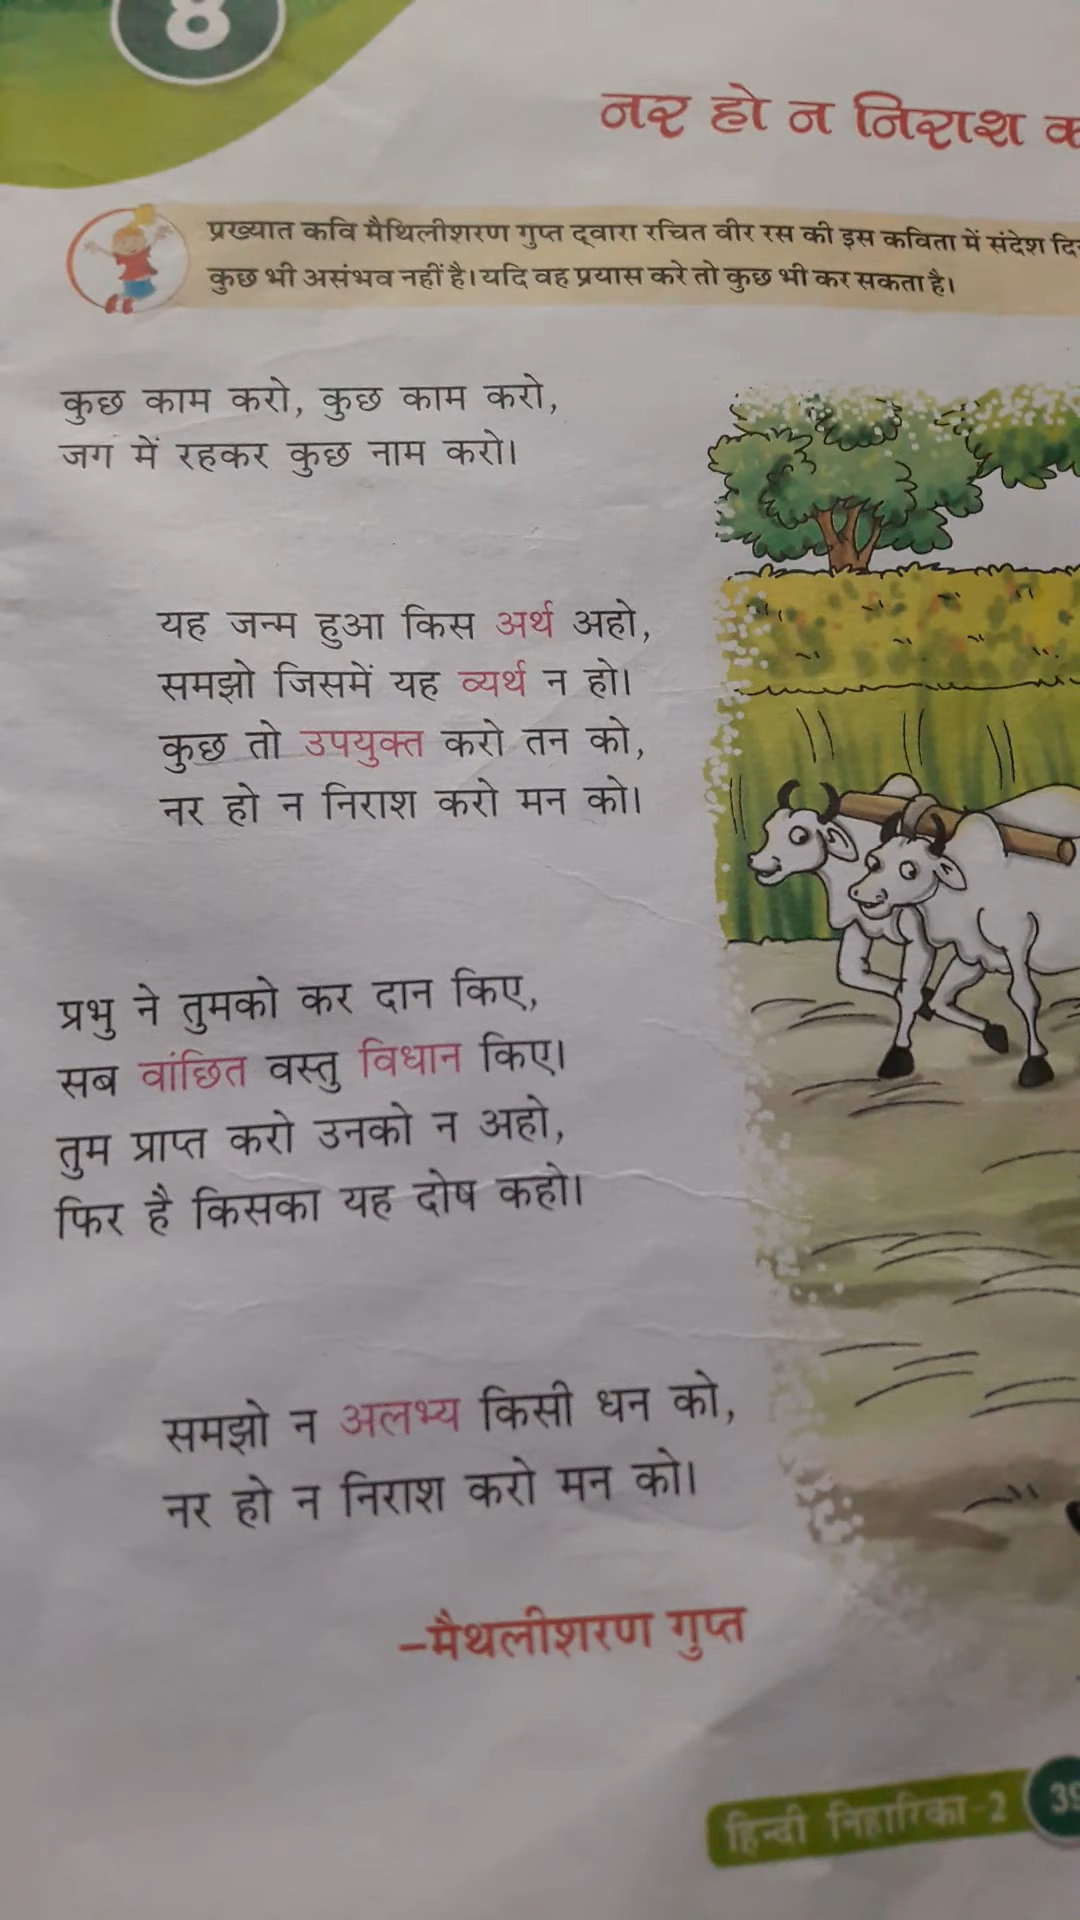 8
नर हो न निराश
प्रख्यात कवि मैथिलीशरण गुप्त द्वारा रचित वीर रस की इस कविता में संदेश
कुछ भी असंभव नहीं है। यदि वह प्रयास करे तो कुछ भी कर सकता है।
कुछ काम करो, कुछ काम करो,
जग में रहकर कुछ नाम करो।
यह जन्म हुआ किस अर्थ अहो,
समझो जिसमें यह व्यर्थ न हो।
कुछ तो उपयुक्त करो तन को,
नर हो न निराश करो मन को।
प्रभु ने तुमको कर दान किए,
सब वांछित वस्तु विधान किए।
तुम प्राप्त करो उनको न अहो,
फिर है किसका यह दोष कहो।
समझो न अलभ्य किसी धन को,
नर हो न निराश करो मन को।
–मैथलीशरण गुप्त
हिन्दी निहारिका-2 39